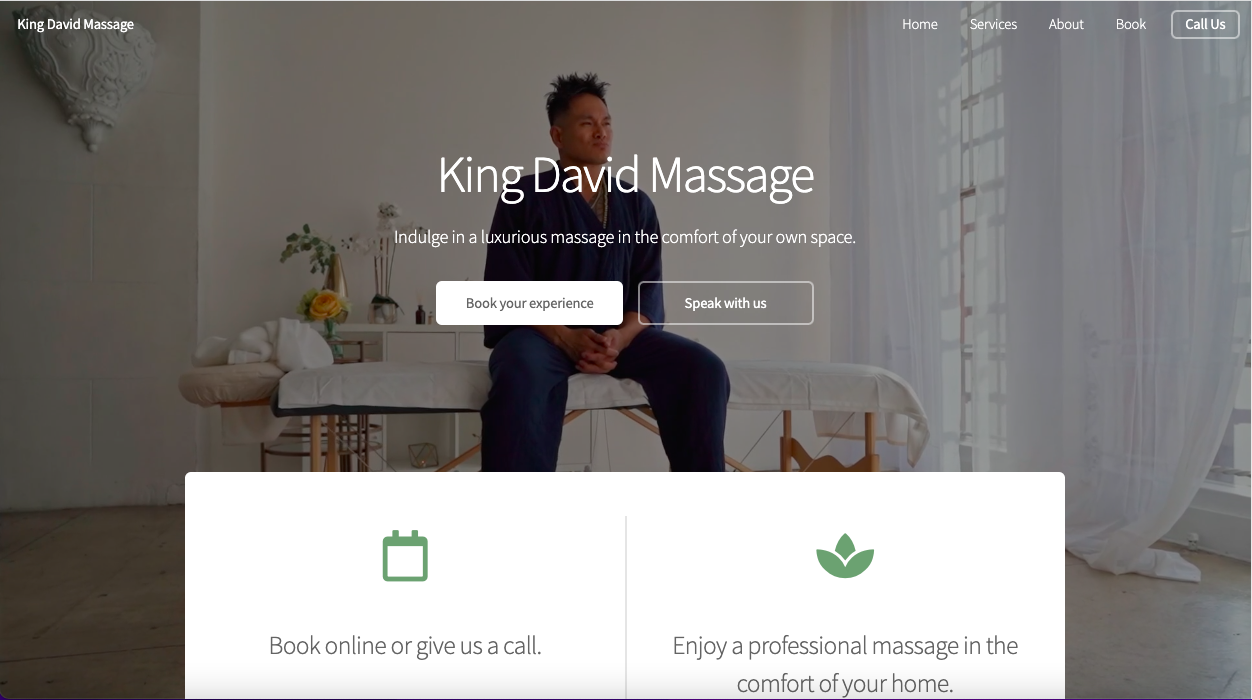 King David Massage
Home
Services
About
Book
Call Us
King David Massage
Indulge in a luxurious massage in the comfort of your own space.
Book your experience
Speak with us
Book online or give us a call.
Enjoy a professional massage in the
comfort of your home.